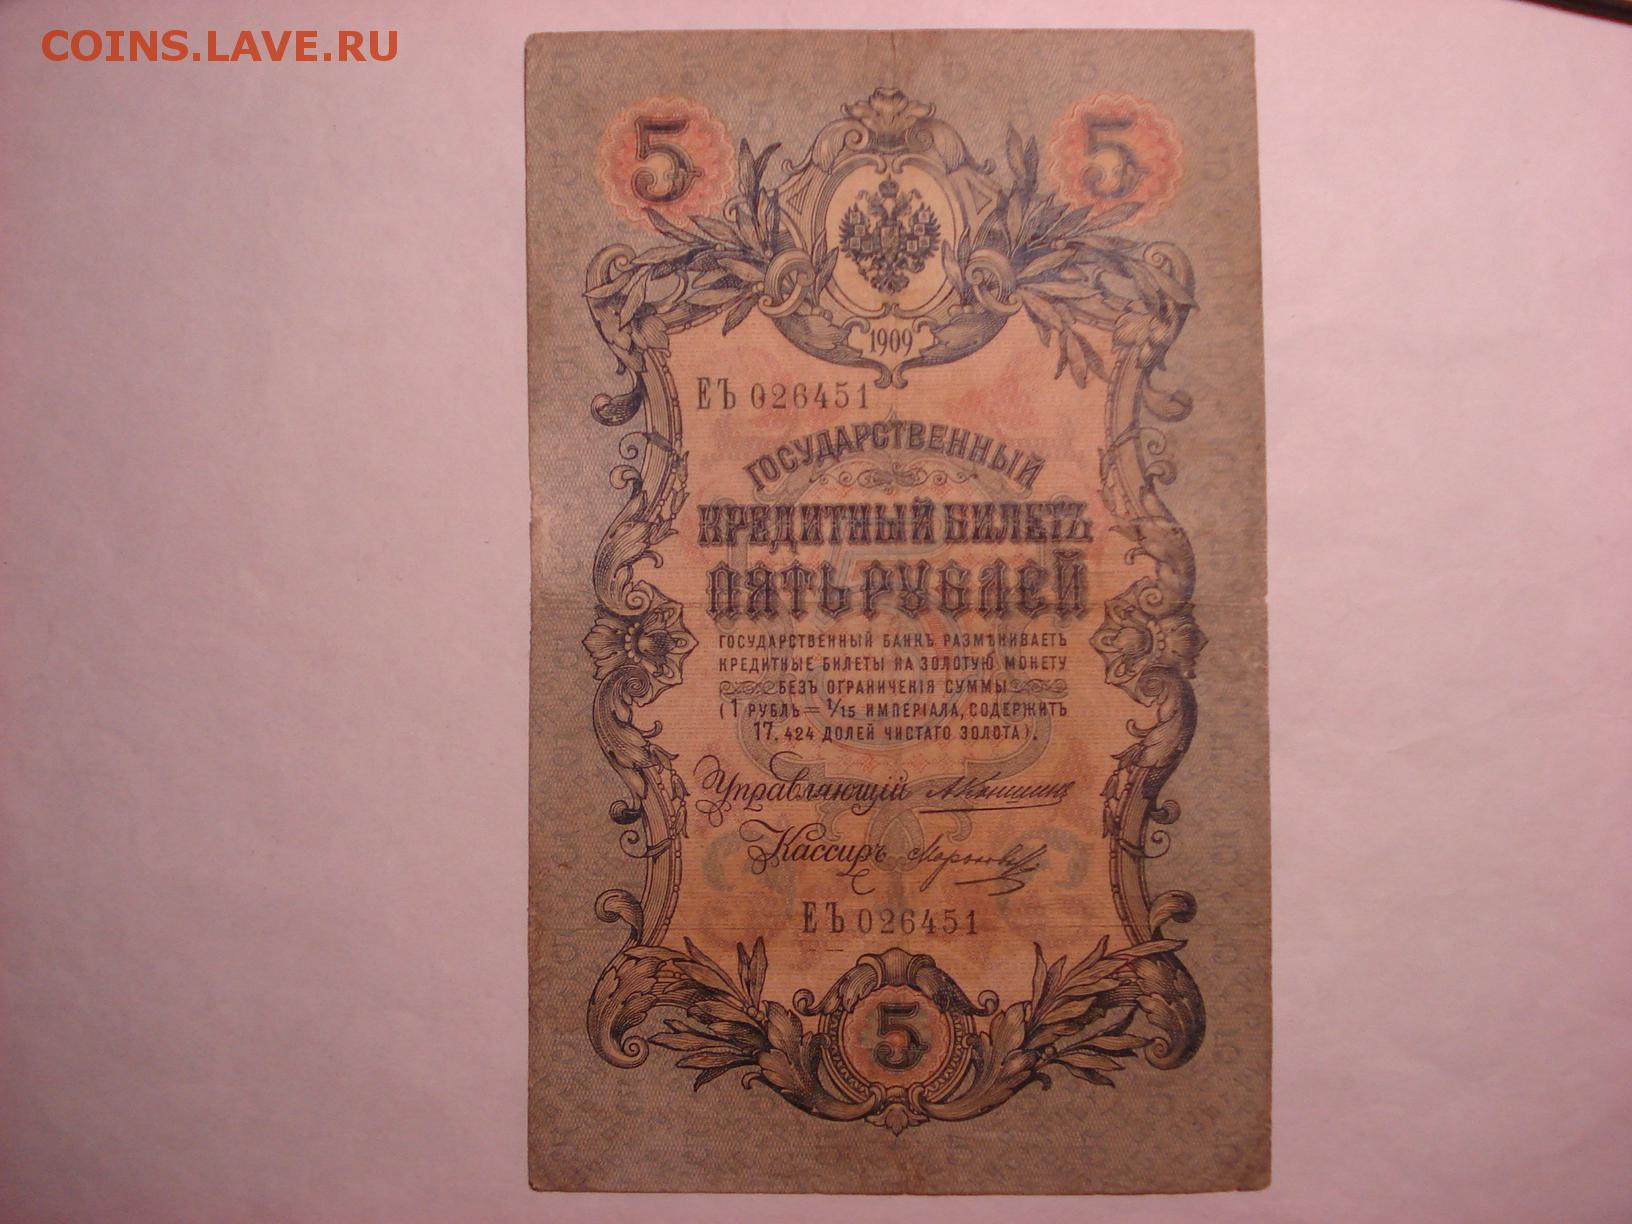 COINS.LAVE.RU
5 5
1909
ЕЪ 026451
ГОСУДАРСТВЕННЫЙ
КРЕДИТНЫЙ БИЛЕТЪ
ПЯТЬ РУБЛЕЙ
ГОСУДАРСТВЕННЫЙ БАНКЪ РАЗМѢНИВАЕТЪ
КРЕДИТНЫЕ БИЛЕТЫ НА ЗОЛОТУЮ МОНЕТУ
БЕЗЪ ОГРАНИЧЕНІЯ СУММЫ
(1 РУБЛЬ = 1/15 ИМПЕРІАЛА, СОДЕРЖИТЪ
17,424 ДОЛЕЙ ЧИСТАГО ЗОЛОТА).
Управляющій АКоншинъ
Кассиръ
ЕЪ 026451
5